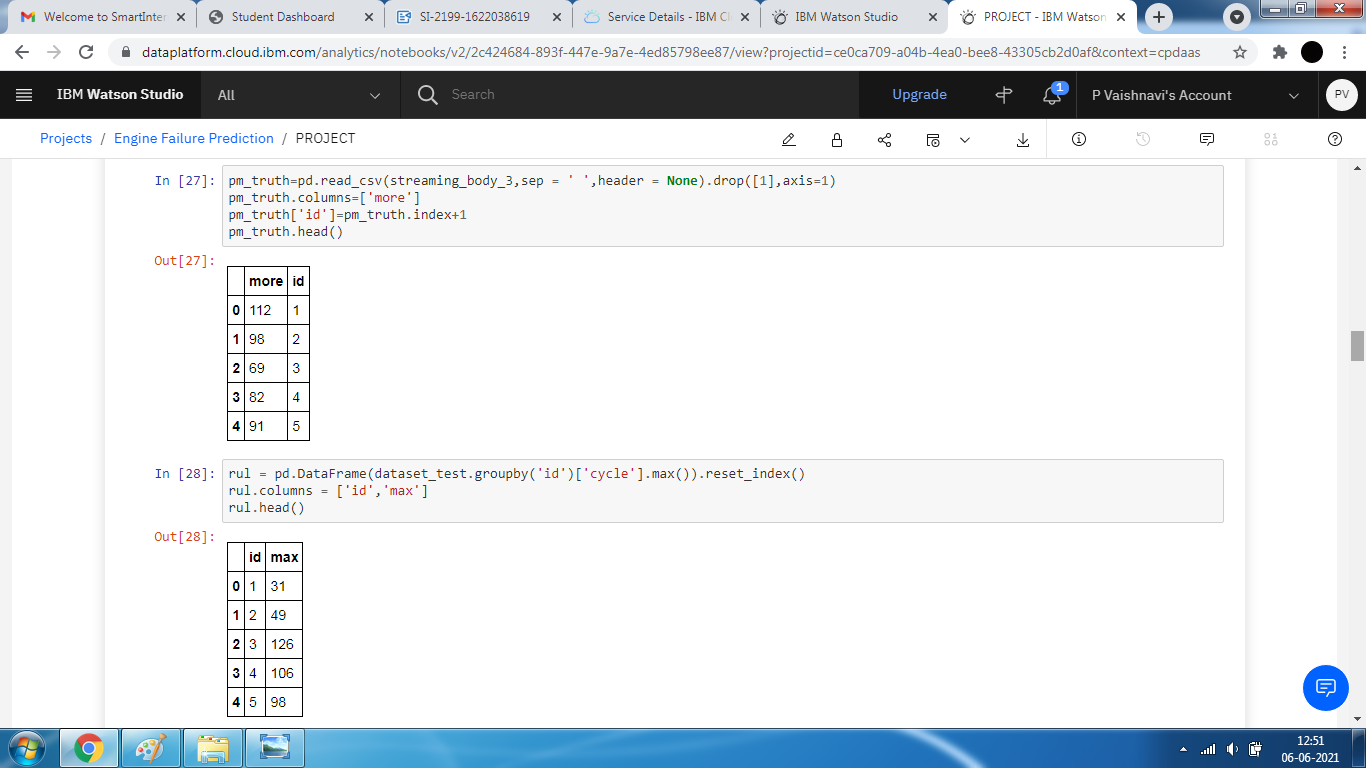 Welcome to SmartInter
Student Dashboard
SI-2199-1622038619
Service Details - IBM Cl
IBM Watson Studio
PROJECT - IBM Watson
dataplatform.cloud.ibm.com/analytics/notebooks/v2/2c424684-893f-447e-9a7e-4ed85798ee87/view?projectid=ce0ca709-a04b-4ea0-bee8-43305cb2d0af&context=cpdaas
IBM Watson Studio All Search Upgrade 1 P Vaishnavi's Account PV
Projects / Engine Failure Prediction / PROJECT
In [27]: pm_truth=pd.read_csv(streaming_body_3,sep = ' ',header = None).drop([1],axis=1)
pm_truth.columns=['more']
pm_truth['id']=pm_truth.index+1
pm_truth.head()
Out[27]:
more id
0 112 1
1 98 2
2 69 3
3 82 4
4 91 5
In [28]: rul = pd.DataFrame(dataset_test.groupby('id')['cycle'].max()).reset_index()
rul.columns = ['id','max']
rul.head()
Out[28]:
id max
0 1 31
1 2 49
2 3 126
3 4 106
4 5 98
12:51
06-06-2021